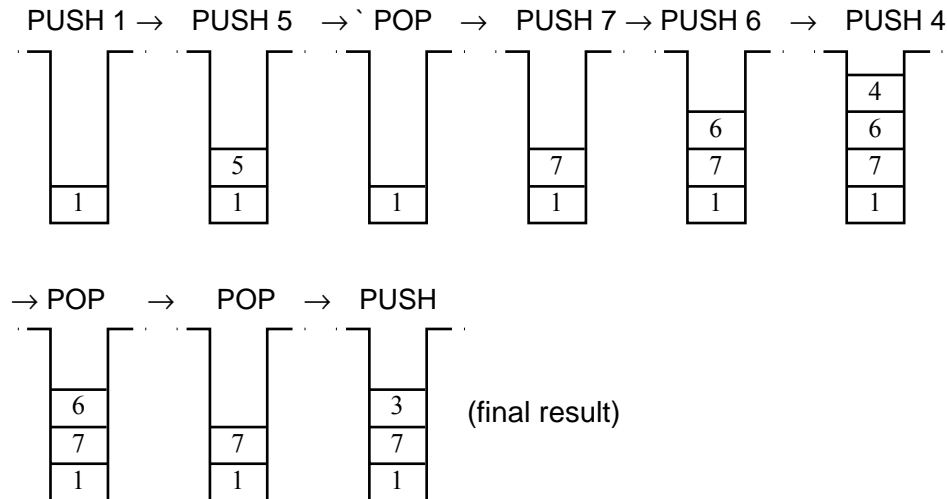 PUSH 1 → PUSH 5 →` POP → PUSH 7 → PUSH 6 → PUSH 4
4
6 6
5 7 7 7
1 1 1 1 1 1
→ POP → POP → PUSH
6 3 (final result)
7 7 7
1 1 1